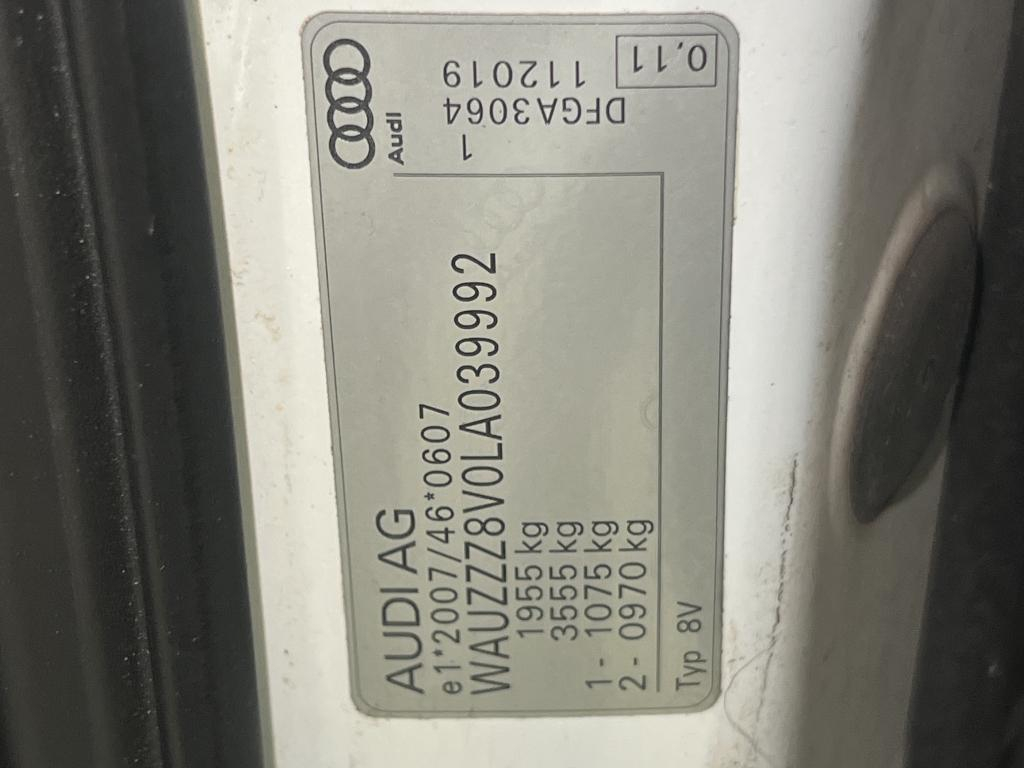 AUDI AG
e1*2007/46*0607
WAUZZZ8V0LA039992
1955 kg
3555 kg
1 - 1075 kg
2 - 0970 kg
Typ 8V
Audi
1
DFGA3064
112019
0,11